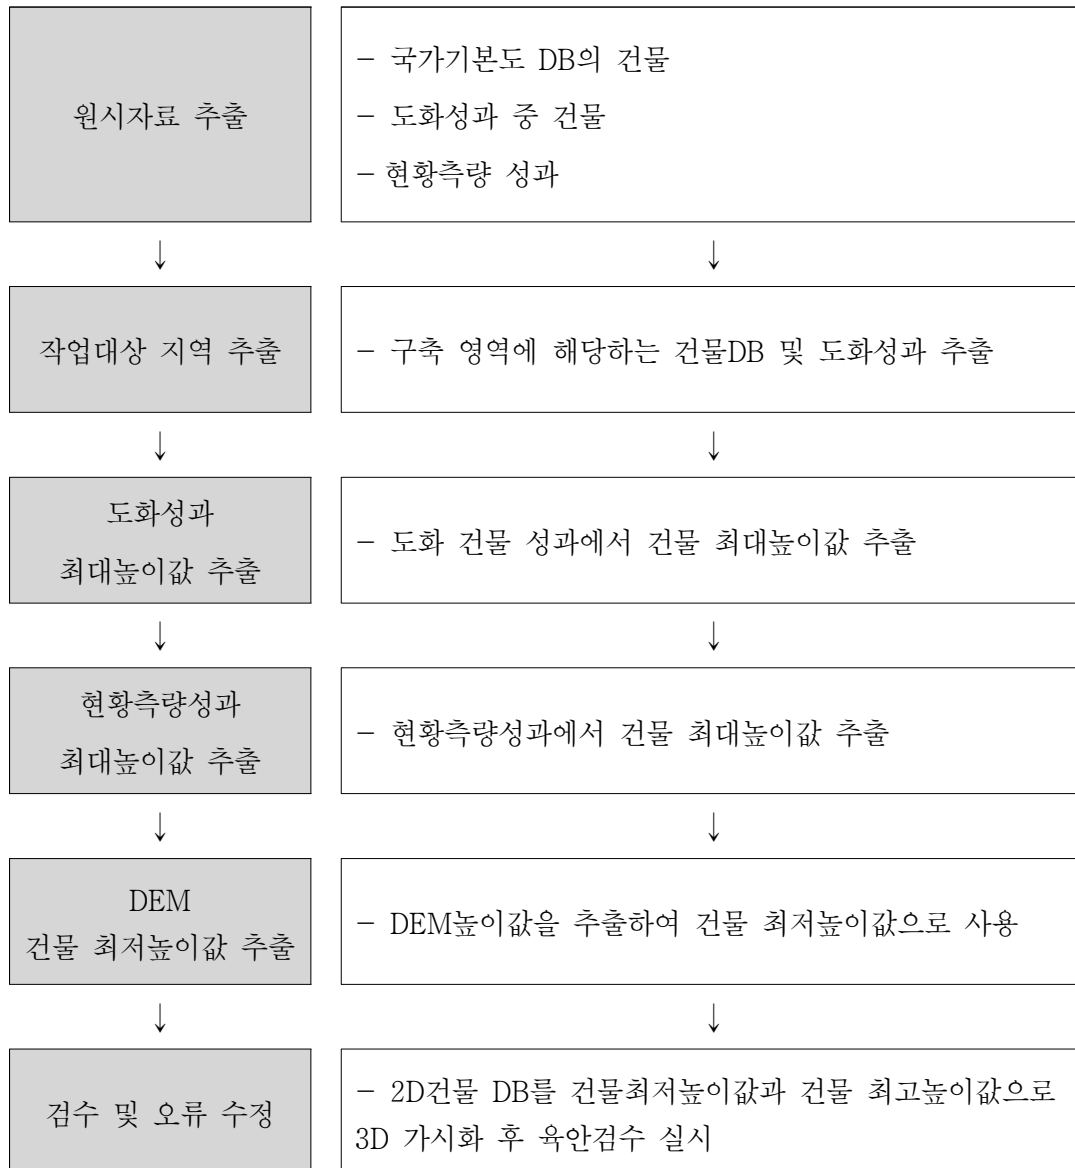 원시자료 추출
– 국가기본도 DB의 건물
– 도화성과 중 건물
– 현황측량 성과
↓ ↓
작업대상 지역 추출
– 구축 영역에 해당하는 건물DB 및 도화성과 추출
↓ ↓
도화성과
최대높이값 추출
– 도화 건물 성과에서 건물 최대높이값 추출
↓ ↓
현황측량성과
최대높이값 추출
– 현황측량성과에서 건물 최대높이값 추출
↓ ↓
DEM
건물 최저높이값 추출
– DEM높이값을 추출하여 건물 최저높이값으로 사용
↓ ↓
검수 및 오류 수정
– 2D건물 DB를 건물최저높이값과 건물 최고높이값으로
3D 가시화 후 육안검수 실시